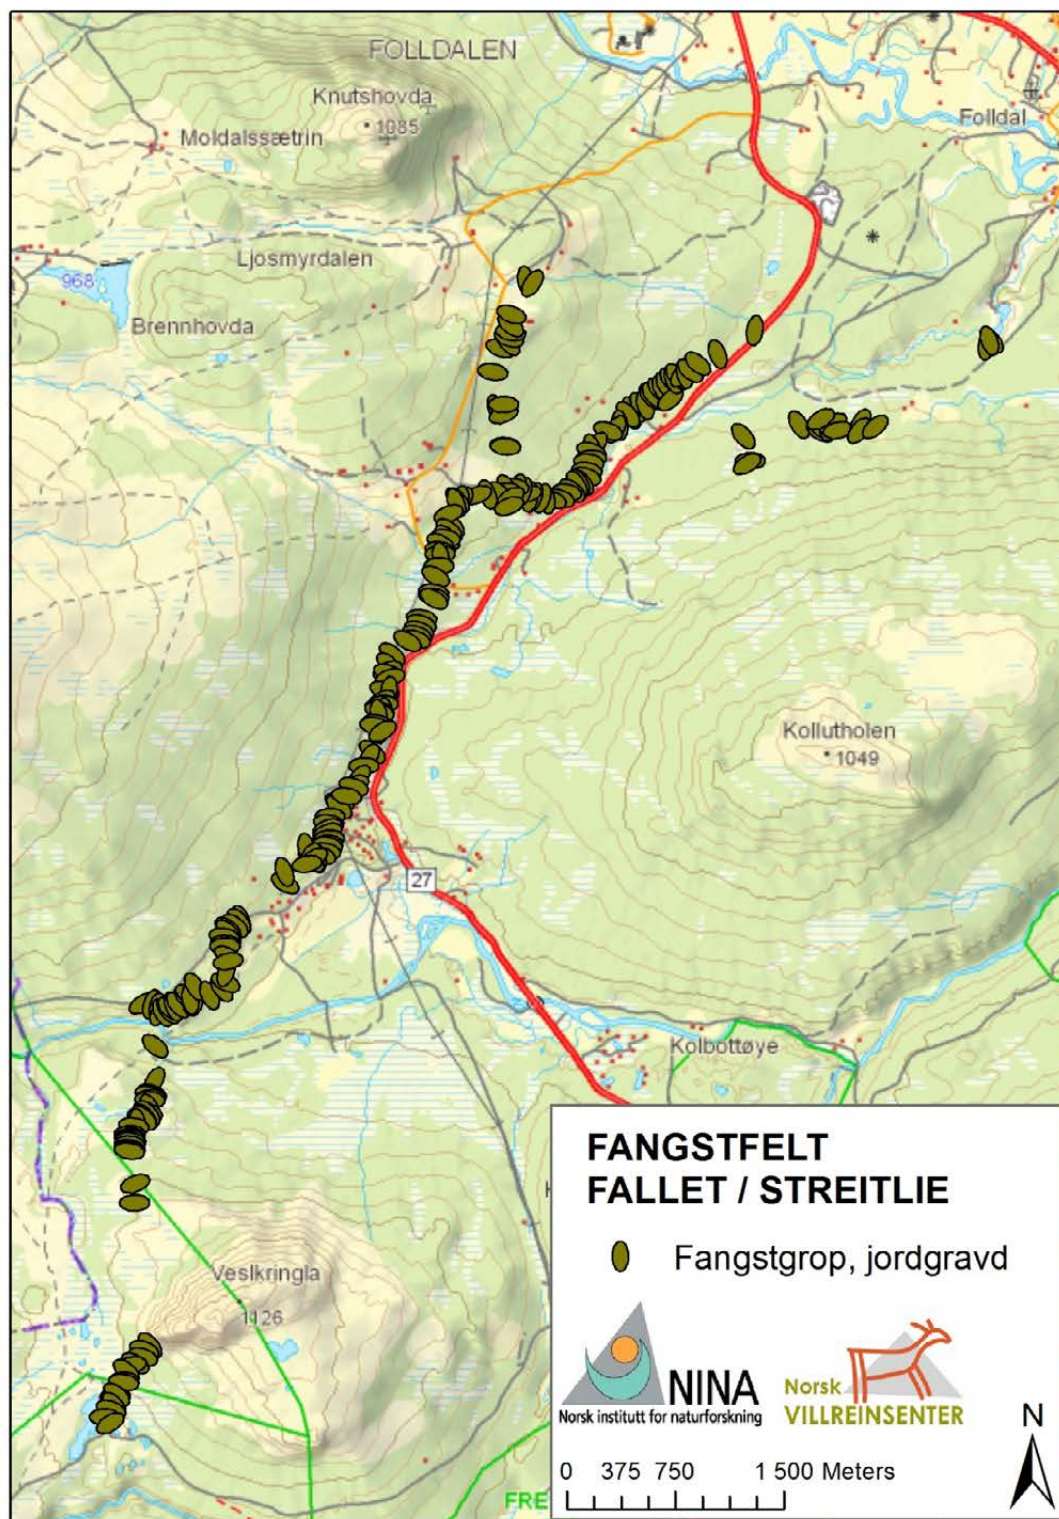 FOLLDALEN
Knutshovda
1085
Moldalssætrin
Folldal
Ljosmyrdalen
968
Brennhovda
Kollutholen
1049
27
Kolbottøye
Veslkringla
1126
FRE
FANGSTFELT
FALLET / STREITLIE
Fangstgrop, jordgravd
NINA
Norsk institutt for naturforskning
Norsk
VILLREINSENTER
N
0 375 750 1 500 Meters